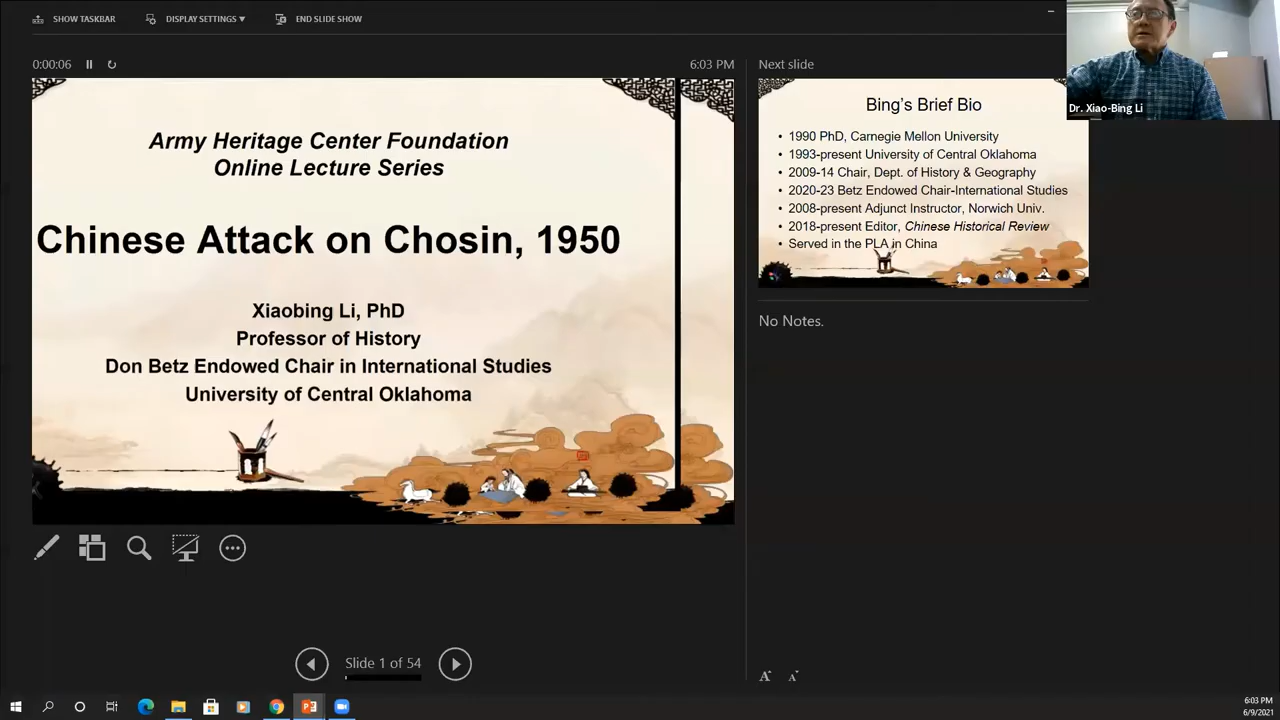 SHOW TASKBAR
DISPLAY SETTINGS ▼
END SLIDE SHOW
0:00:06
6:03 PM
Army Heritage Center Foundation
Online Lecture Series
Chinese Attack on Chosin, 1950
Xiaobing Li, PhD
Professor of History
Don Betz Endowed Chair in International Studies
University of Central Oklahoma
Slide 1 of 54
Next slide
Bing's Brief Bio
• 1990 PhD, Carnegie Mellon University
• 1993-present University of Central Oklahoma
• 2009-14 Chair, Dept. of History & Geography
• 2020-23 Betz Endowed Chair-International Studies
• 2008-present Adjunct Instructor, Norwich Univ.
• 2018-present Editor, Chinese Historical Review
• Served in the PLA in China
No Notes.
A A
Dr. Xiao-Bing Li
6:03 PM
6/9/2021